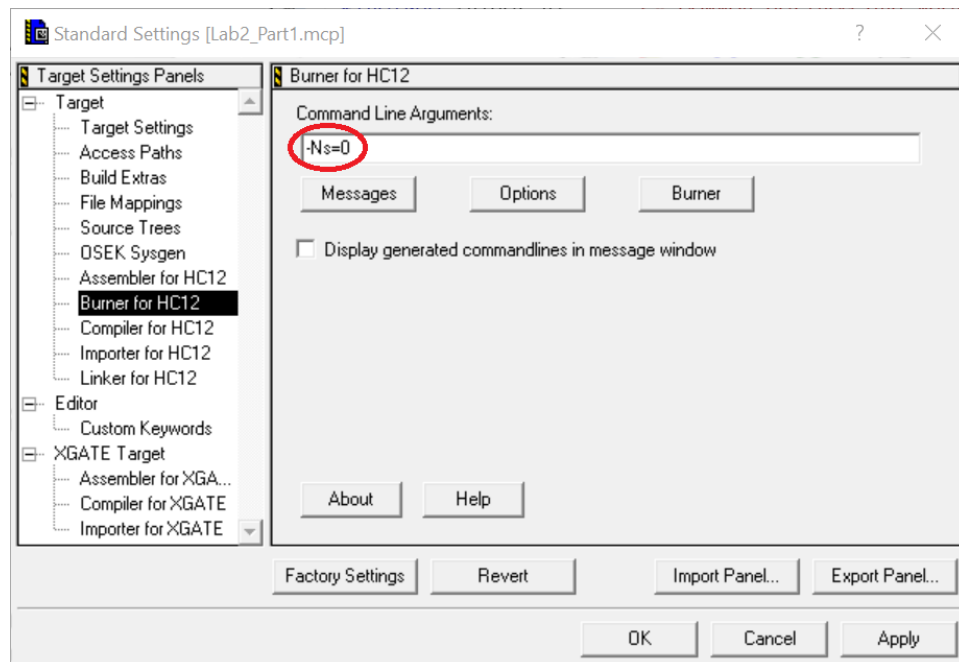 Standard Settings [Lab2_Part1.mcp]
?
Target Settings Panels
Target
Target Settings
Access Paths
Build Extras
File Mappings
Source Trees
OSEK Sysgen
Assembler for HC12
Burner for HC12
Compiler for HC12
Importer for HC12
Linker for HC12
Editor
Custom Keywords
XGATE Target
Assembler for XGA...
Compiler for XGATE
Importer for XGATE
Burner for HC12
Command Line Arguments:
-Ns=0
Messages Options Burner
Display generated commandlines in message window
About Help
Factory Settings Revert Import Panel... Export Panel...
OK Cancel Apply